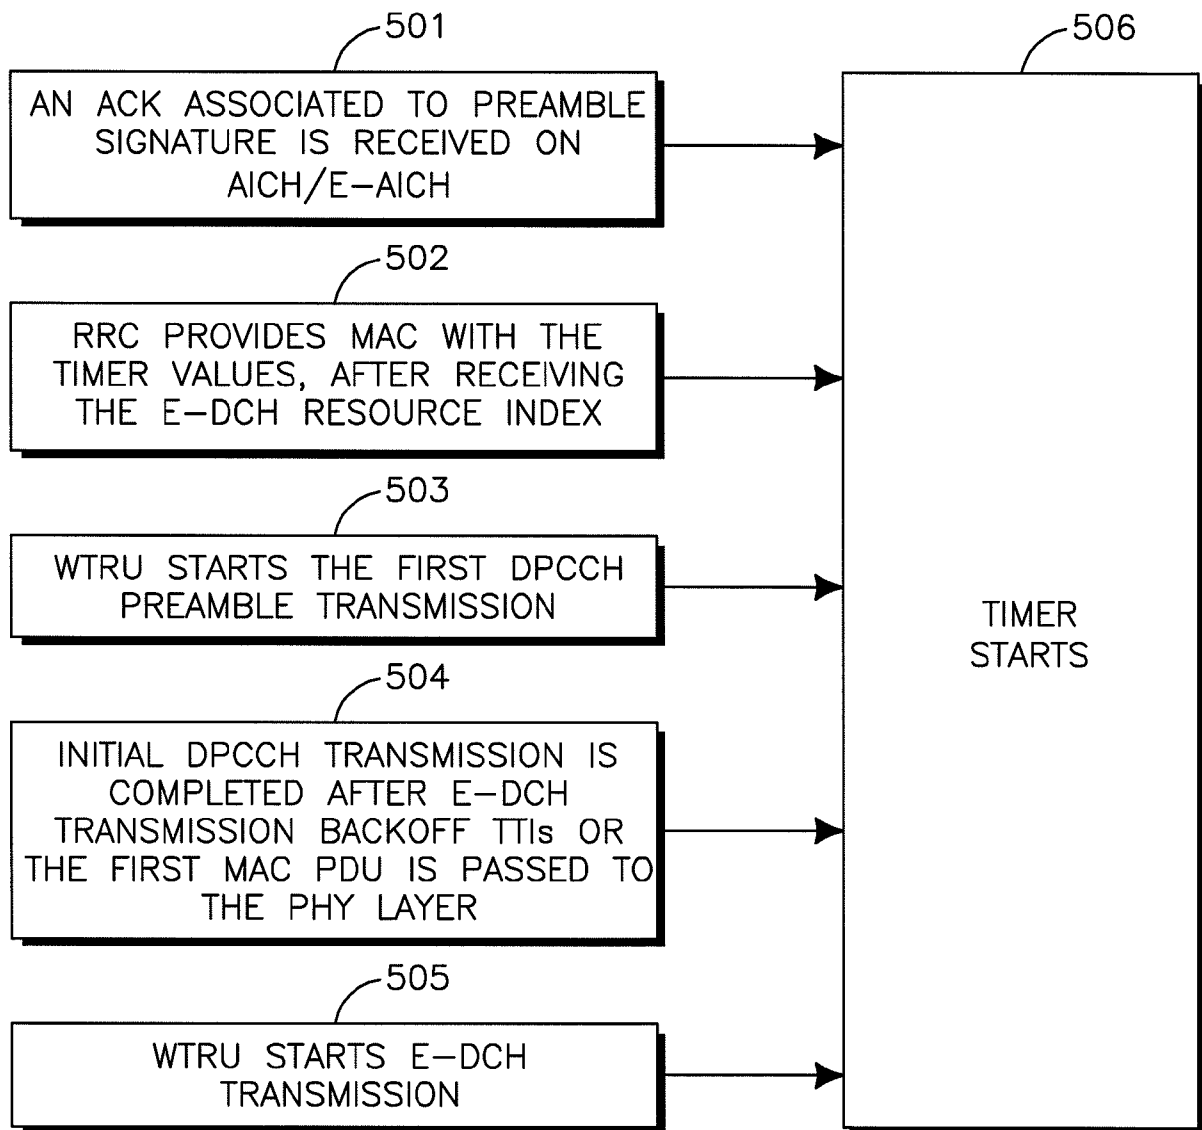 501
AN ACK ASSOCIATED TO PREAMBLE
SIGNATURE IS RECEIVED ON
AICH/E-AICH
502
RRC PROVIDES MAC WITH THE
TIMER VALUES, AFTER RECEIVING
THE E-DCH RESOURCE INDEX
503
WTRU STARTS THE FIRST DPCCH
PREAMBLE TRANSMISSION
504
INITIAL DPCCH TRANSMISSION IS
COMPLETED AFTER E-DCH
TRANSMISSION BACKOFF TTIs OR
THE FIRST MAC PDU IS PASSED TO
THE PHY LAYER
505
WTRU STARTS E-DCH
TRANSMISSION
506
TIMER
STARTS